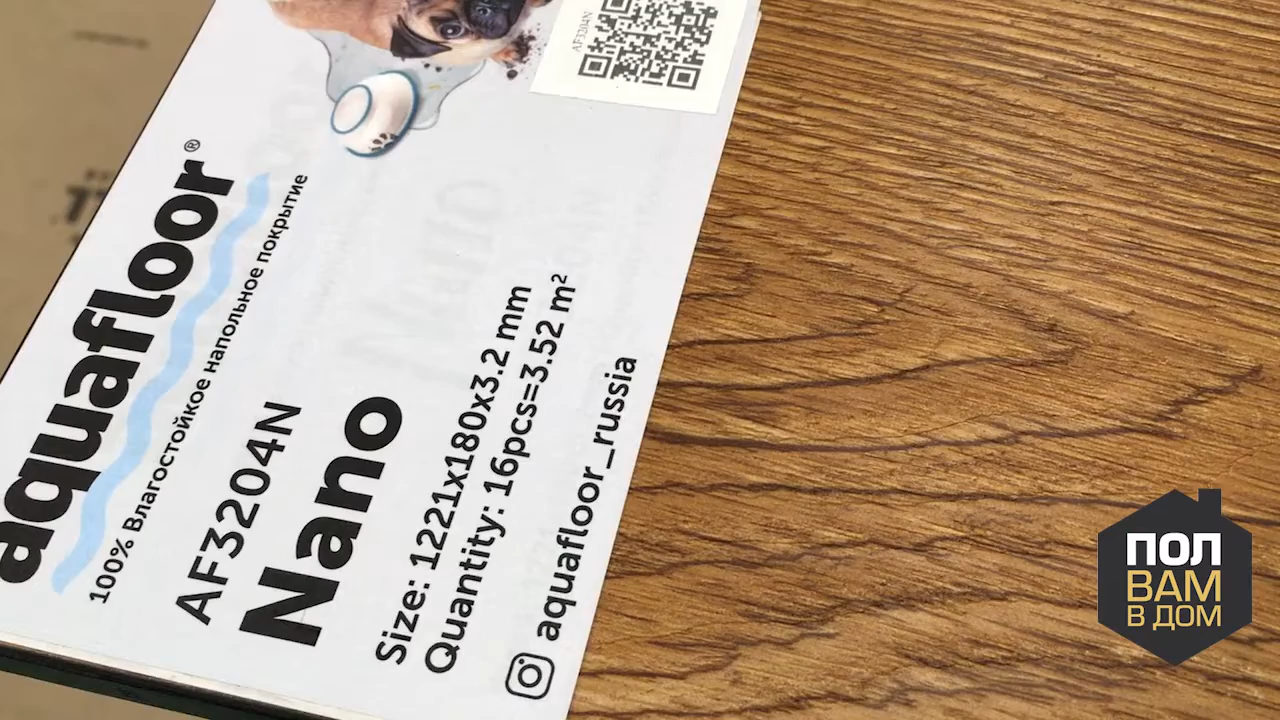 aquafloor®
100% Влагостойкое напольное покрытие
AF3204N
Nano
Size: 1221x180x3.2 mm
Quantity: 16pcs=3.52 m²
aquafloor_russia
AF3204N
ПОЛ
ВАМ
В ДОМ